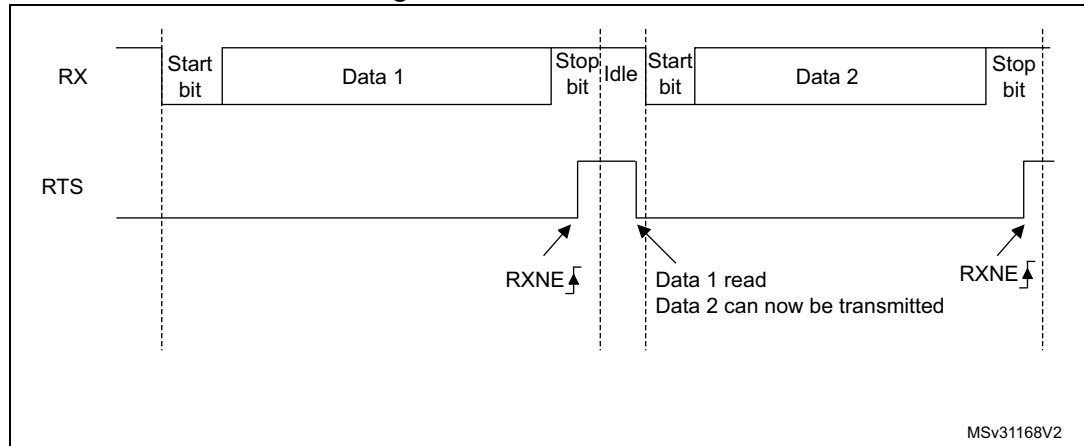 RX
Start
bit
Data 1
Stop
bit
Idle
Start
bit
Data 2
Stop
bit
RTS
RXNE
Data 1 read
Data 2 can now be transmitted
RXNE
MSv31168V2